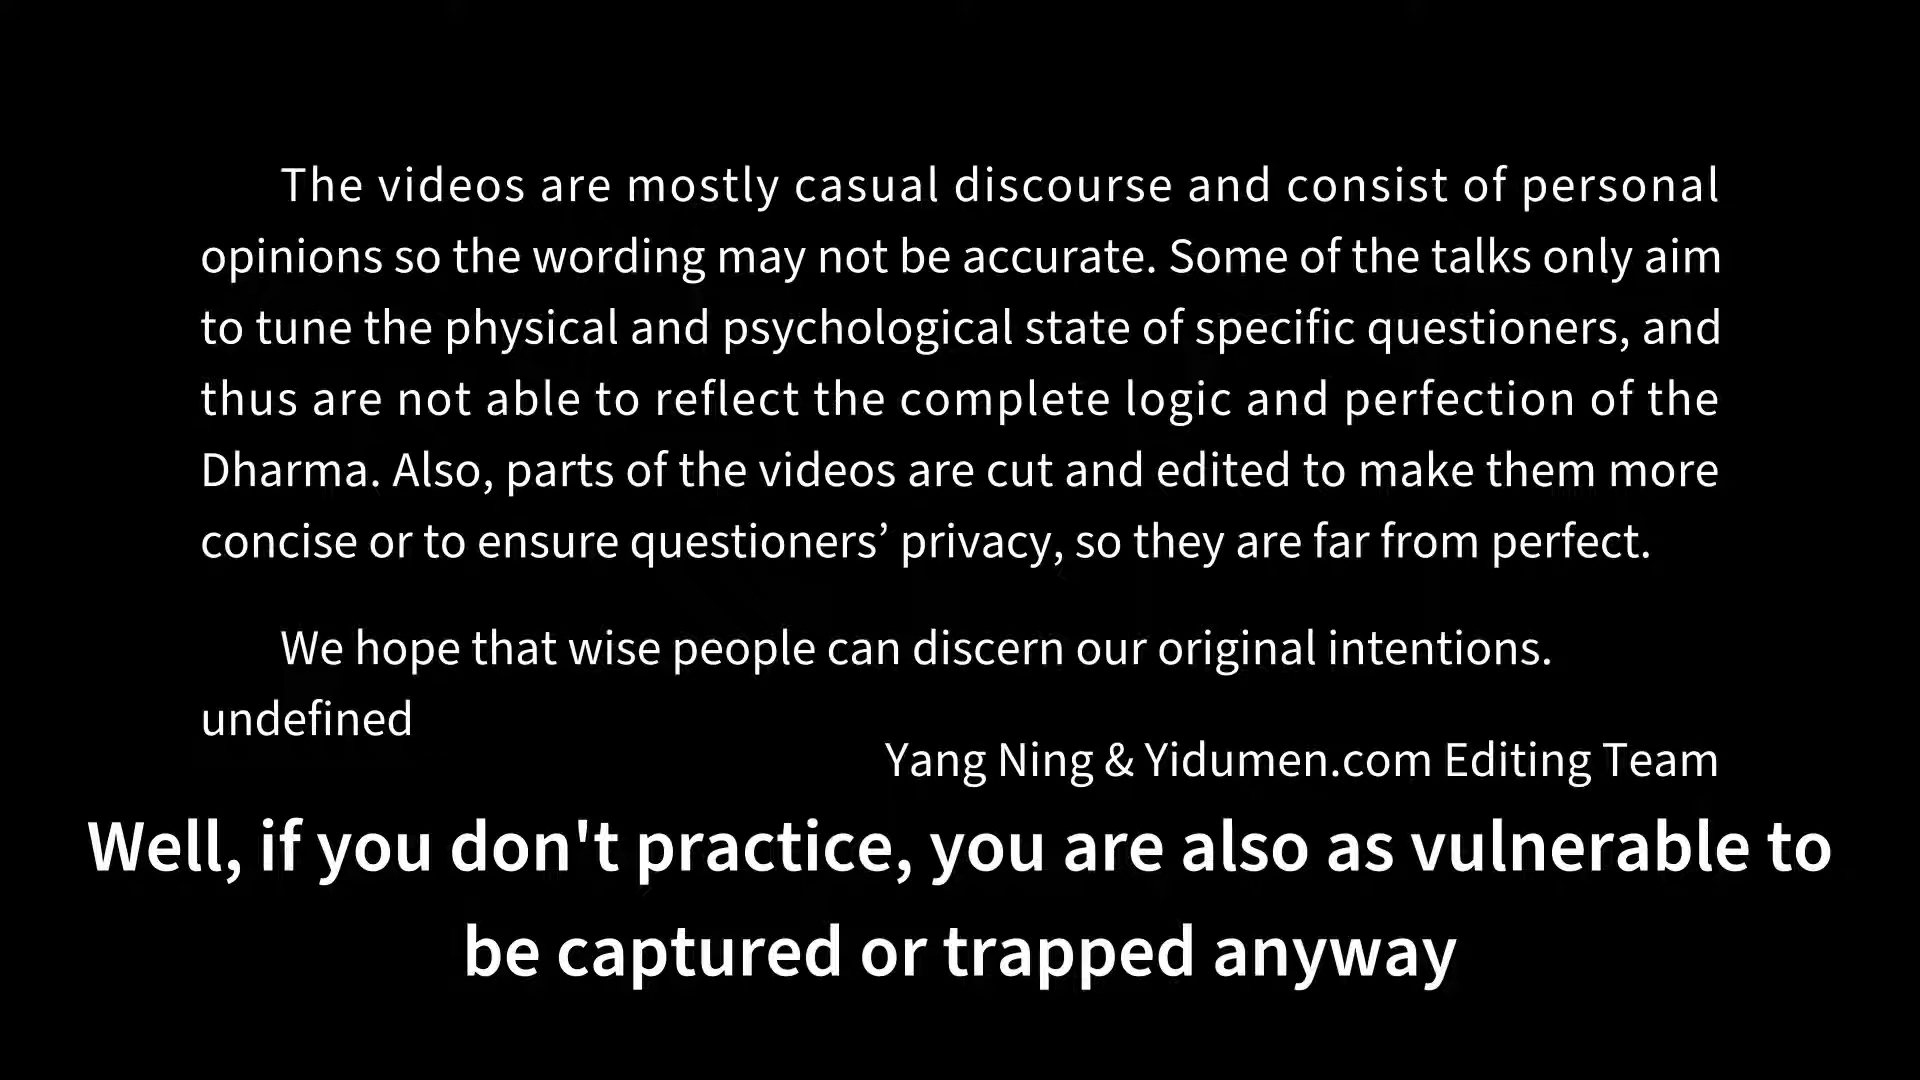 The videos are mostly casual discourse and consist of personal
opinions so the wording may not be accurate. Some of the talks only aim
to tune the physical and psychological state of specific questioners, and
thus are not able to reflect the complete logic and perfection of the
Dharma. Also, parts of the videos are cut and edited to make them more
concise or to ensure questioners’ privacy, so they are far from perfect.
We hope that wise people can discern our original intentions.
undefined
Yang Ning & Yidumen.com Editing Team
Well, if you don't practice, you are also as vulnerable to
be captured or trapped anyway